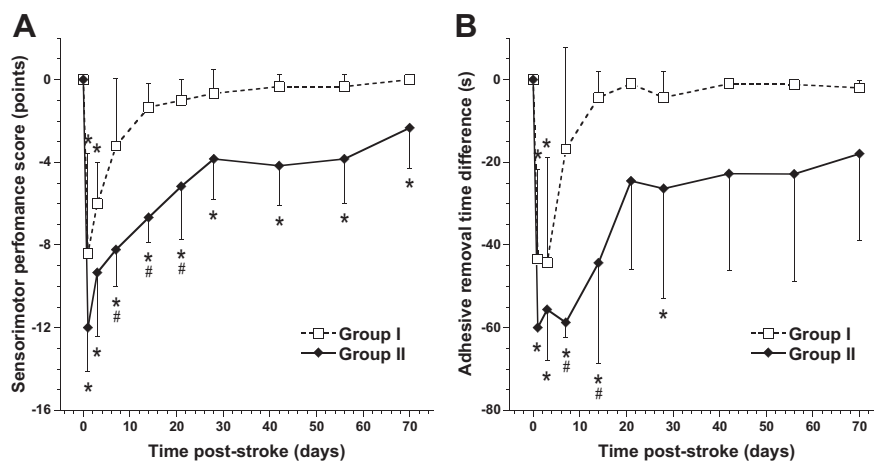 A
B
Sensorimotor perfomance score (points)
0
-4
-8
-12
-16
*
*
*
*
*
#
*
#
*
#
*
*
*
*
Group I
Group II
0 10 20 30 40 50 60 70
Time post-stroke (days)
Adhesive removal time difference (s)
0
-20
-40
-60
-80
*
*
*
*
*
#
*
#
*
Group I
Group II
0 10 20 30 40 50 60 70
Time post-stroke (days)